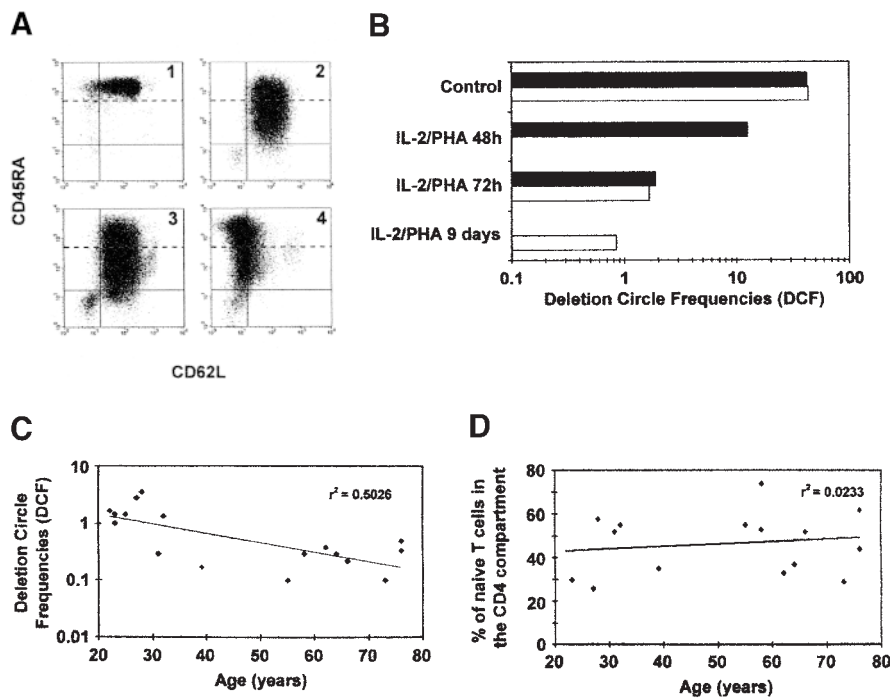 A
B
1
2
3
4
CD45RA
CD62L
Control
IL-2/PHA 48h
IL-2/PHA 72h
IL-2/PHA 9 days
0.1 1 10 100
Deletion Circle Frequencies (DCF)
C
D
Deletion Circle
Frequencies (DCF)
10
1
0.1
0.01
r² = 0.5026
20 30 40 50 60 70 80
Age (years)
% of naive T cells in
the CD4 compartment
80
60
40
20
0
r² = 0.0233
20 30 40 50 60 70 80
Age (years)